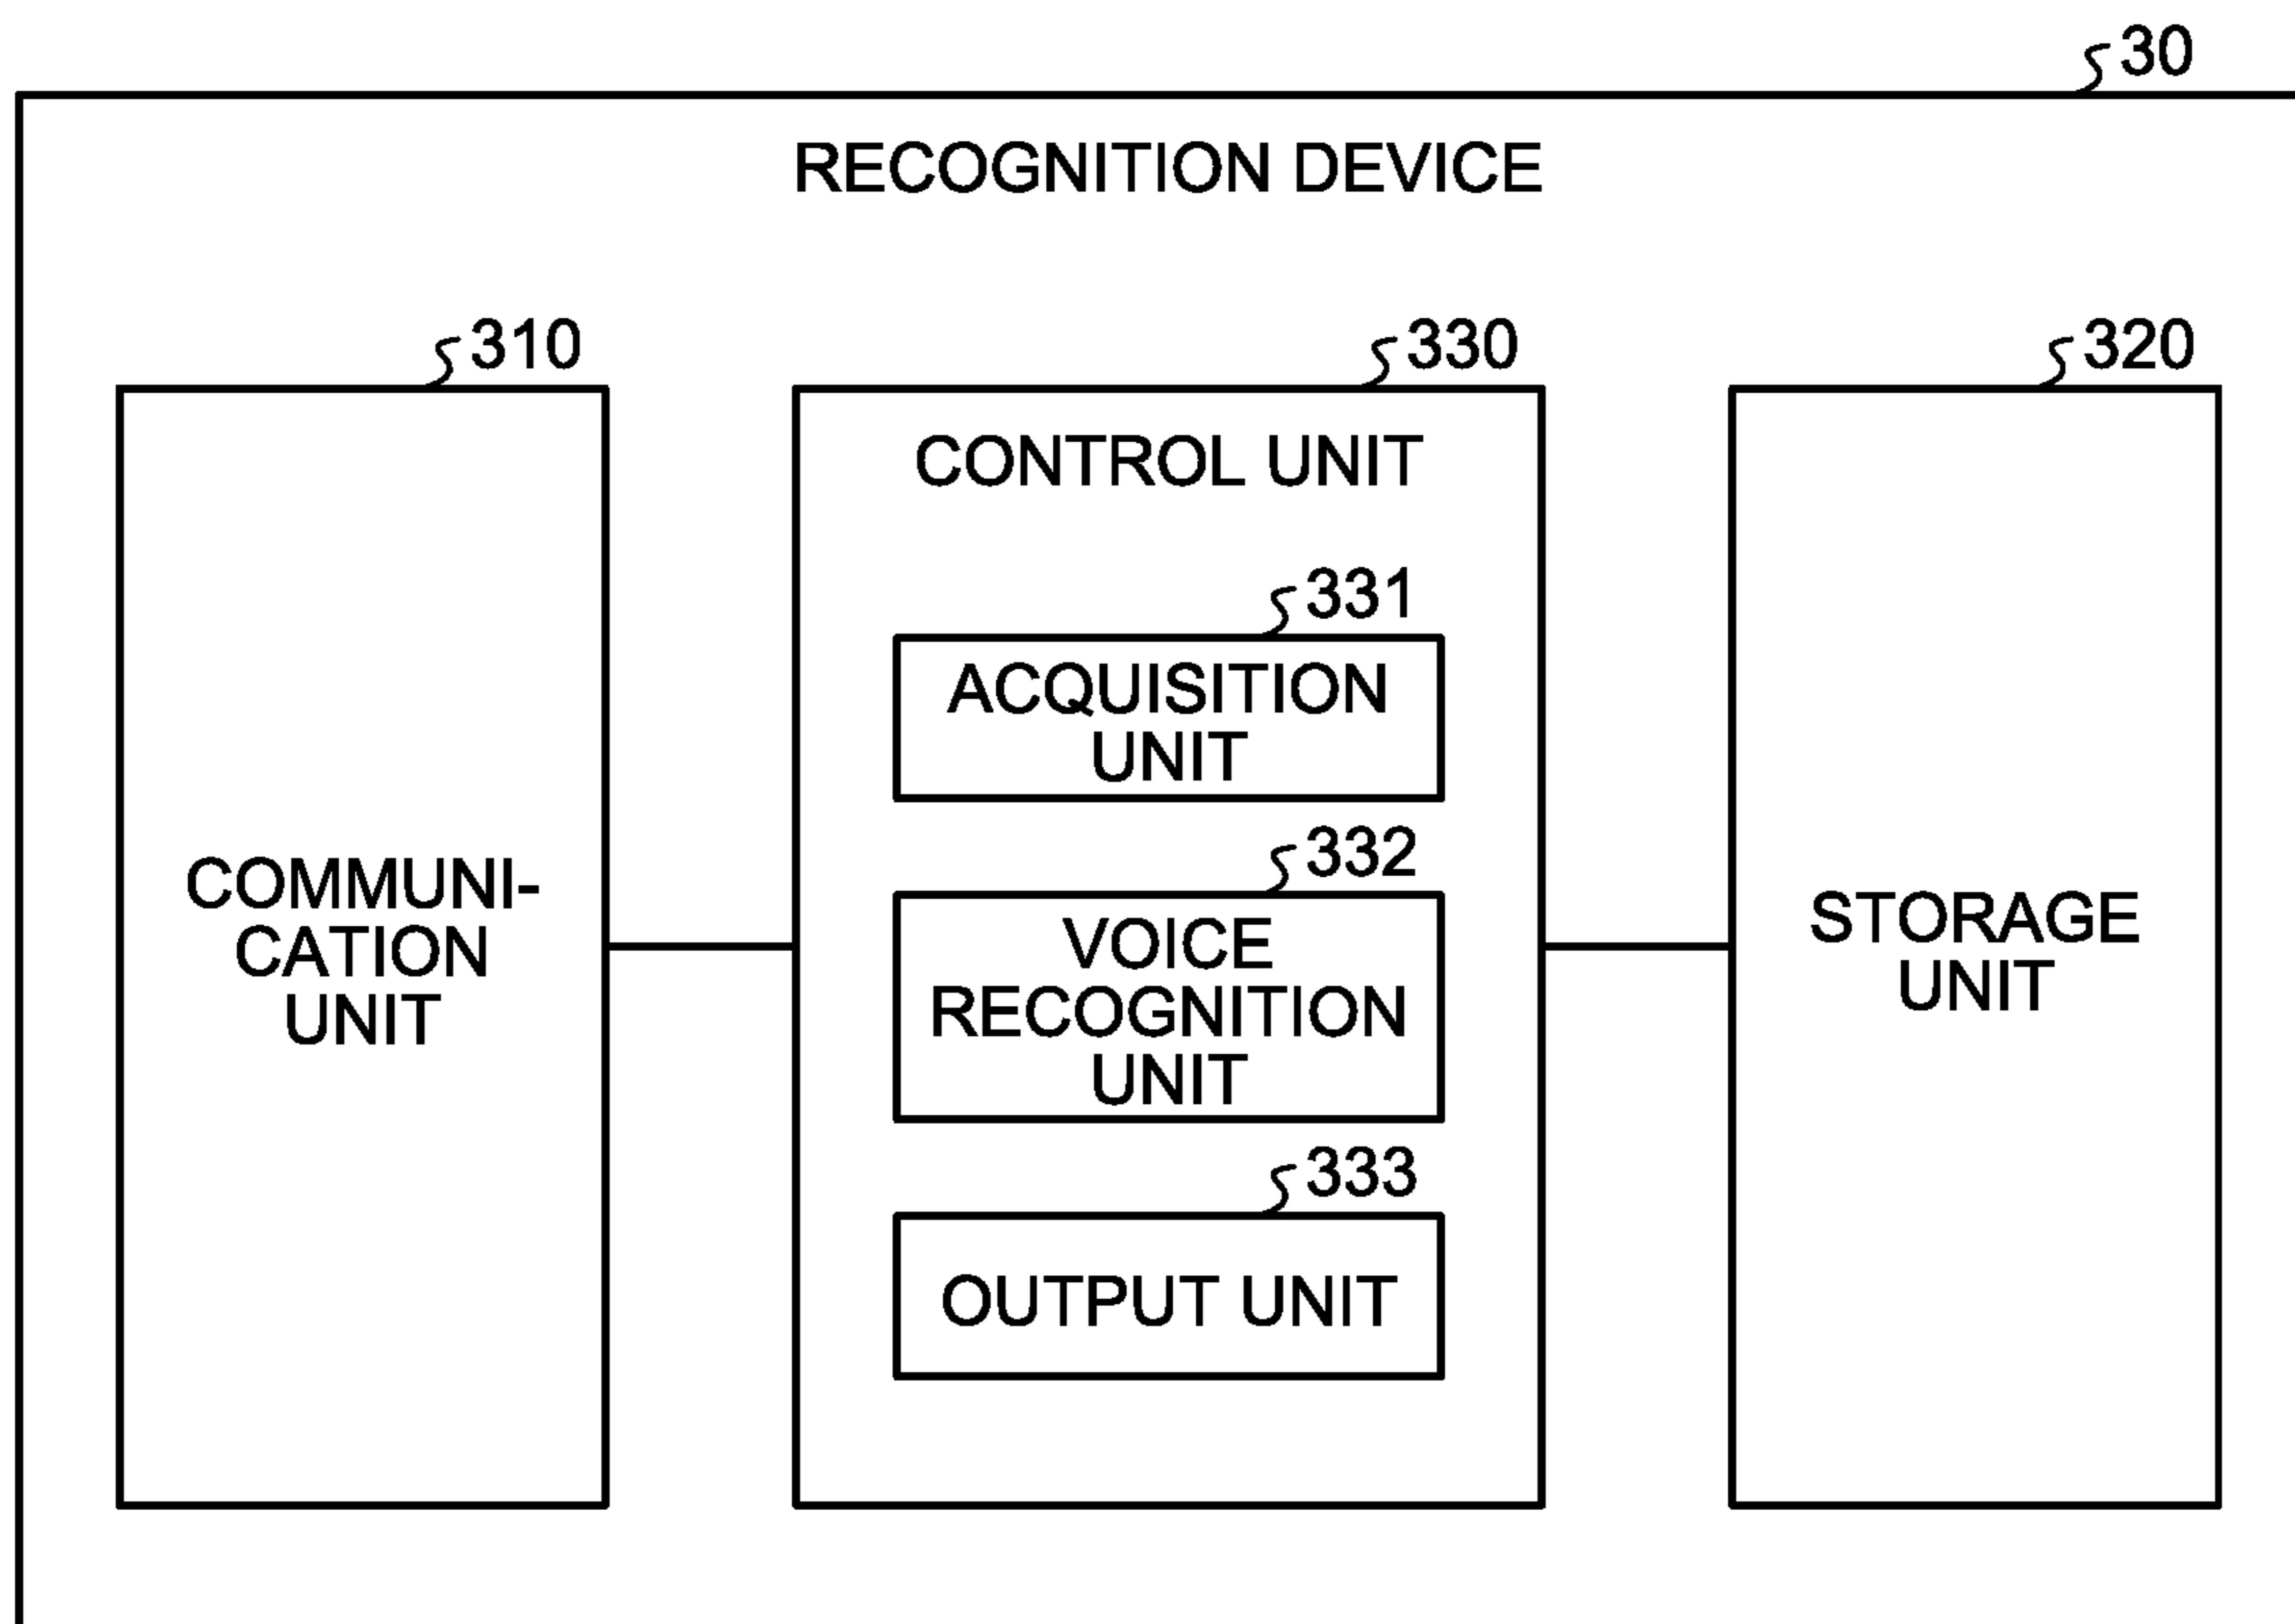 30
RECOGNITION DEVICE
310
COMMUNI-
CATION
UNIT
330
CONTROL UNIT
331
ACQUISITION
UNIT
332
VOICE
RECOGNITION
UNIT
333
OUTPUT UNIT
320
STORAGE
UNIT